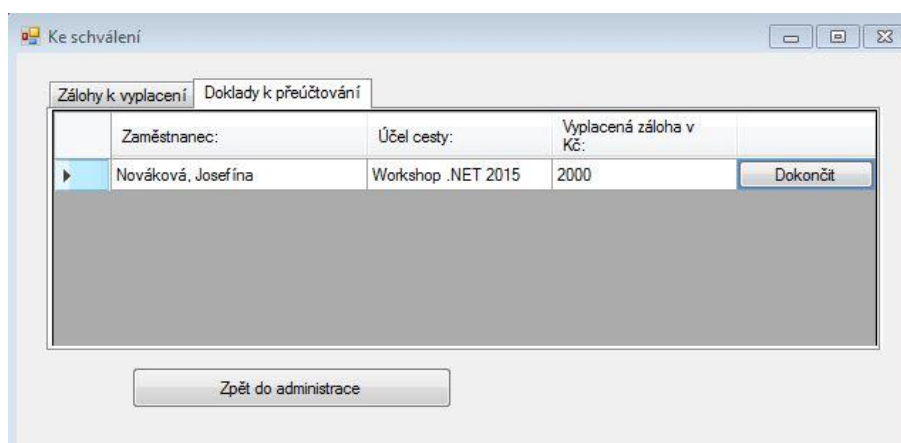 Ke schválení
Zálohy k vyplacení Doklady k přeúčtování
Zaměstnanec: Účel cesty: Vyplacená záloha v
Kč:
Nováková, Josefína Workshop .NET 2015 2000 Dokončit
Zpět do administrace